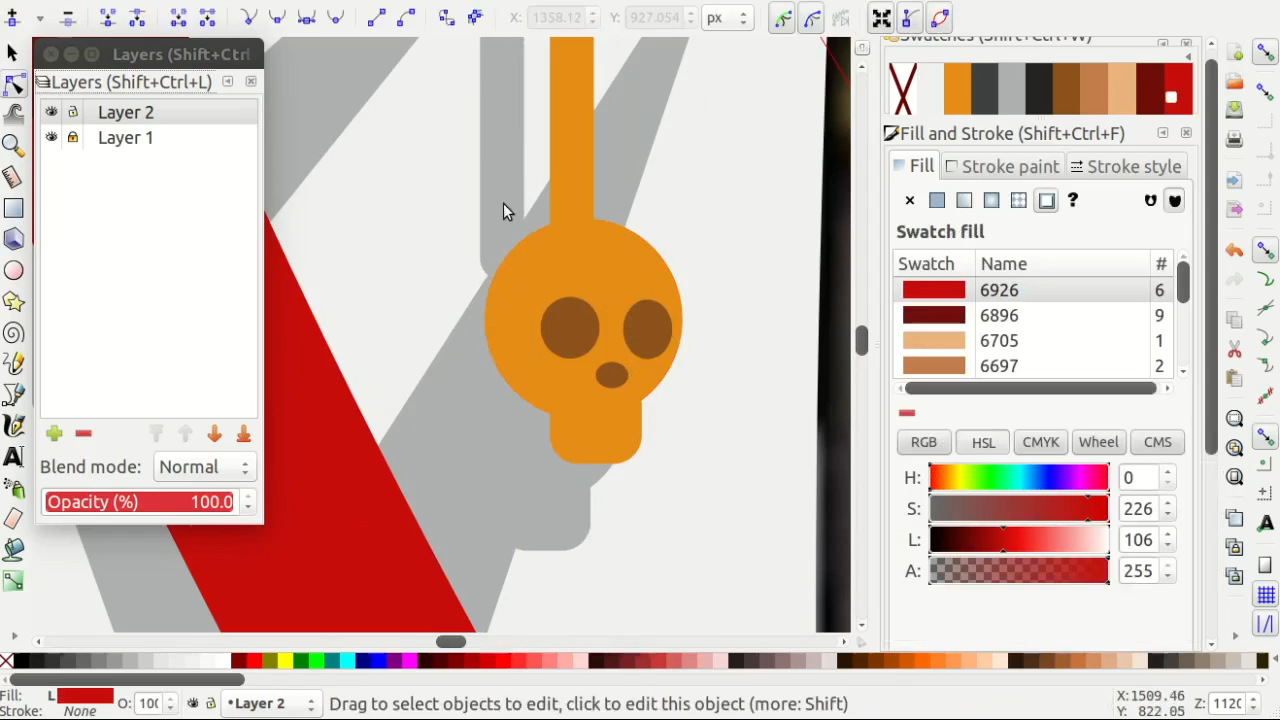 X: 1358.12 Y: 927.054 px
Layers (Shift+Ctrl
Layers (Shift+Ctrl+L)
Layer 2
Layer 1
Blend mode: Normal
Opacity (%) 100.0
Swatches (Shift+Ctrl+W)
Fill and Stroke (Shift+Ctrl+F)
Fill Stroke paint Stroke style
?
Swatch fill
Swatch Name #
6926 6
6896 9
6705 1
6697 2
RGB HSL CMYK Wheel CMS
H: 0
S: 226
L: 106
A: 255
Fill: L O: 100
Stroke: None
•Layer 2
Drag to select objects to edit, click to edit this object (more: Shift)
X:1509.46
Y: 822.05
Z: 1120